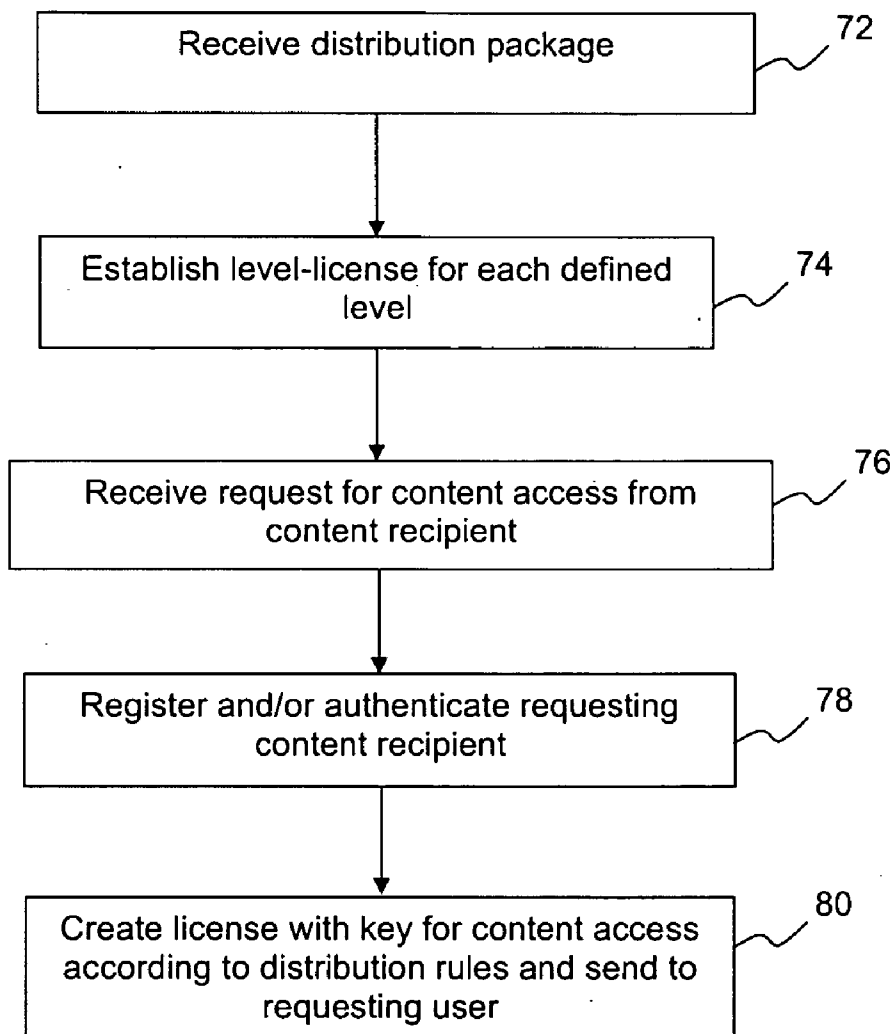 Receive distribution package
72
Establish level-license for each defined
level
74
Receive request for content access from
content recipient
76
Register and/or authenticate requesting
content recipient
78
Create license with key for content access
according to distribution rules and send to
requesting user
80